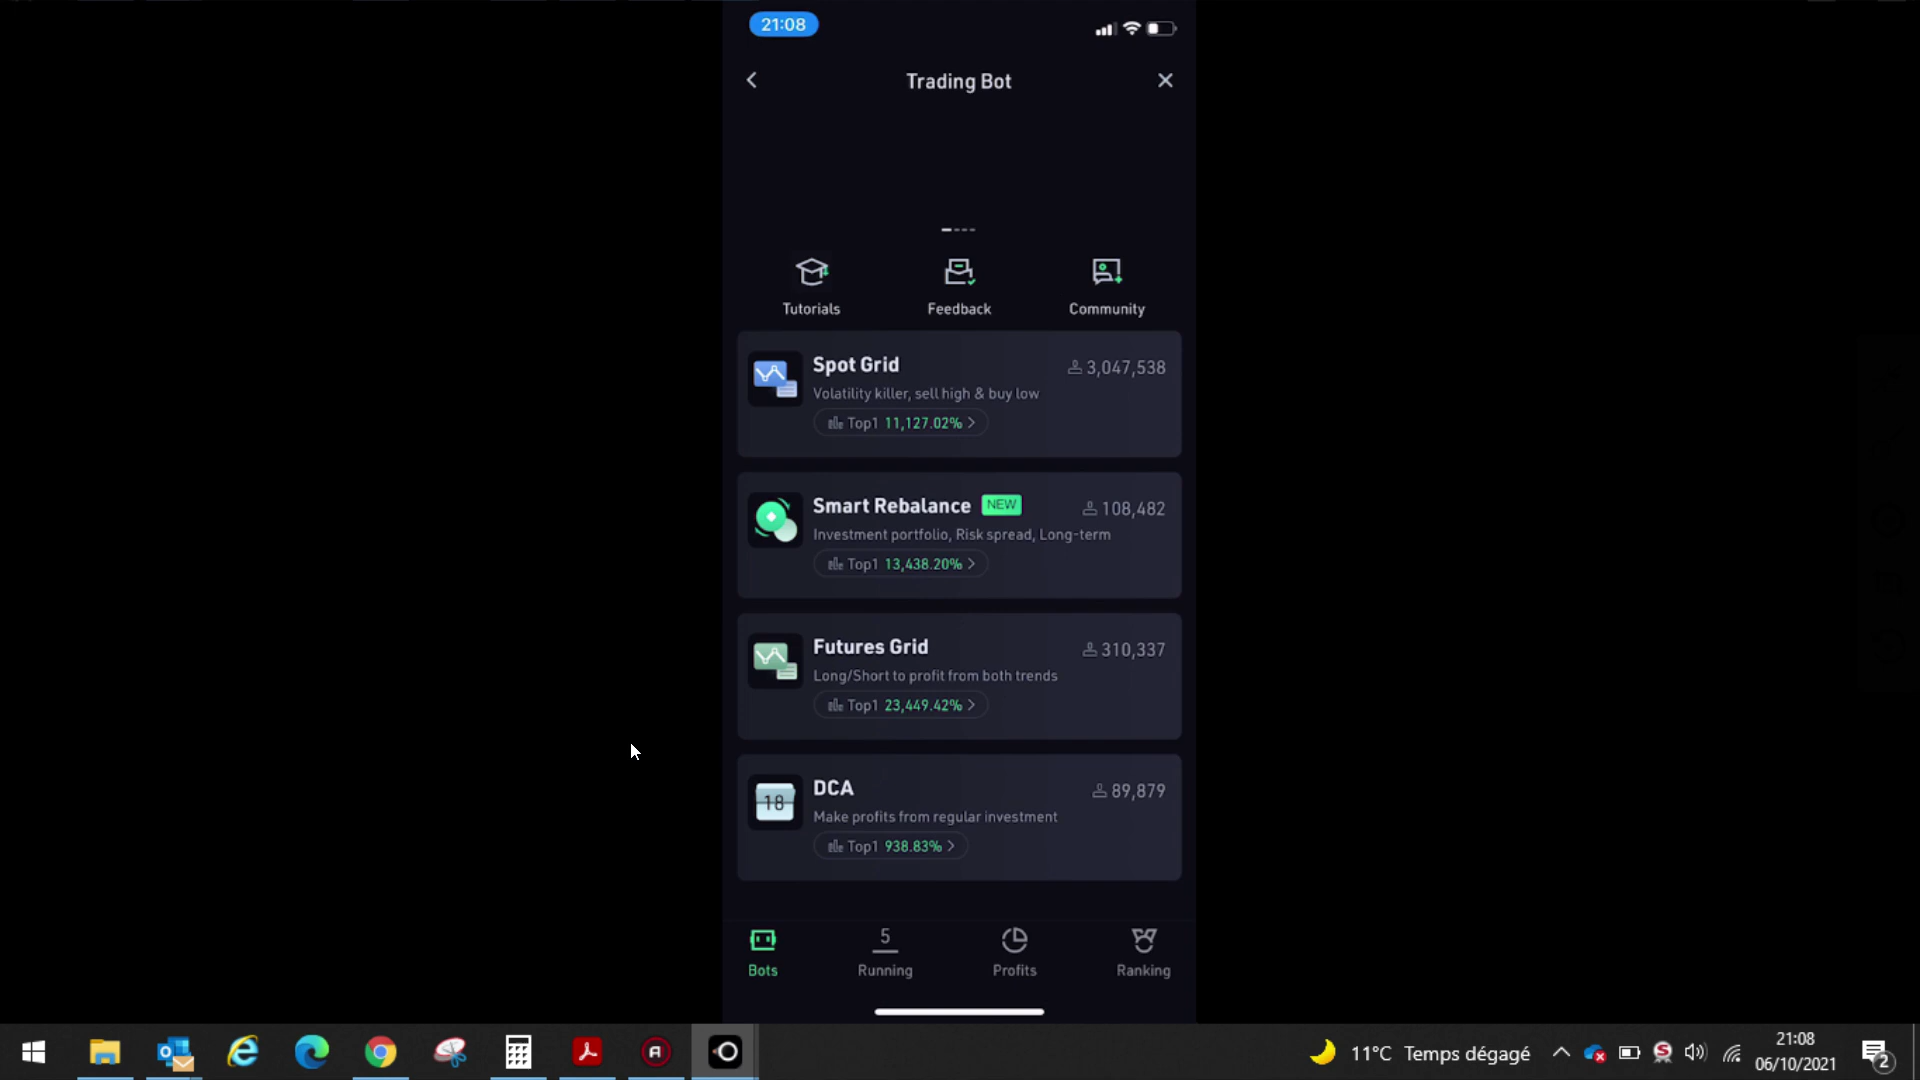 21:08
Trading Bot
Tutorials
Feedback
Community
Spot Grid
3,047,538
Volatility killer, sell high & buy low
Top1 11,127.02%
Smart Rebalance NEW
108,482
Investment portfolio, Risk spread, Long-term
Top1 13,438.20%
Futures Grid
310,337
Long/Short to profit from both trends
Top1 23,449.42%
18
DCA
89,879
Make profits from regular investment
Top1 938.83%
Bots
5
Running
Profits
Ranking
11°C Temps dégagé
21:08
06/10/2021
2